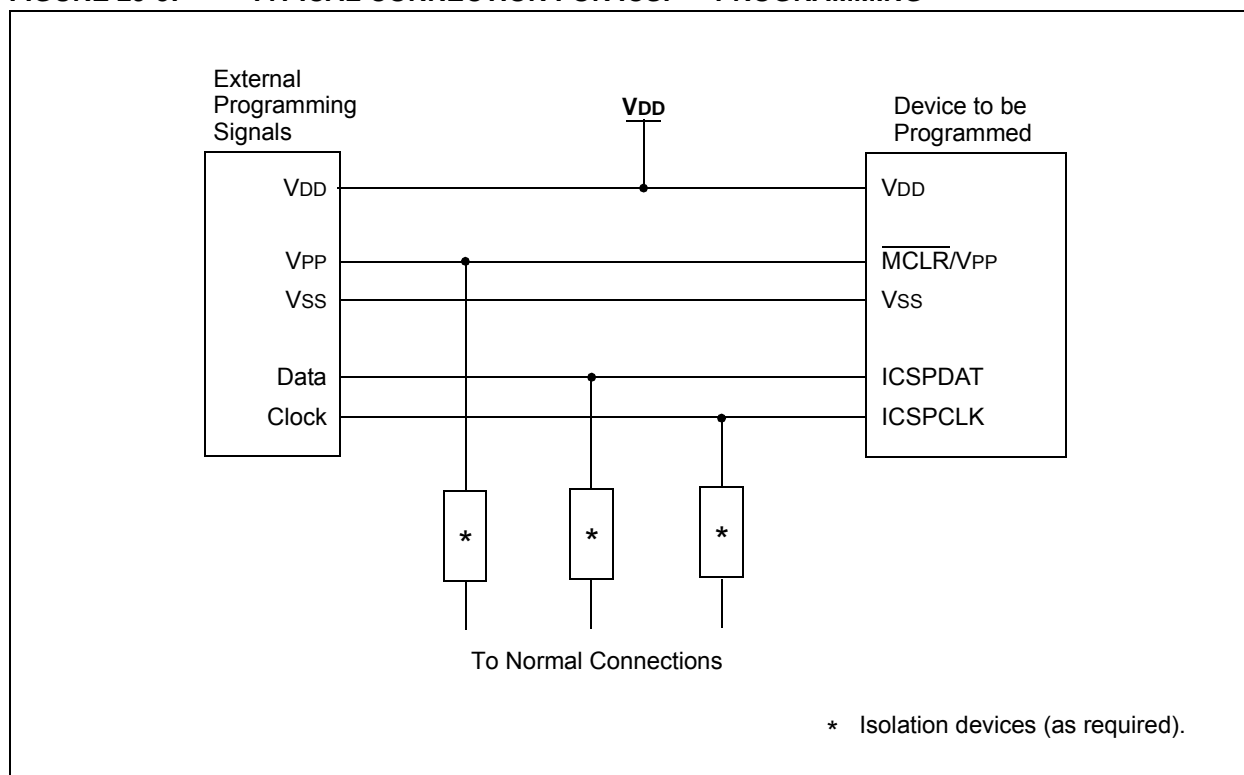 External
Programming
Signals
VDD
Device to be
Programmed
VDD
VDD
VPP
MCLR/VPP
VSS
VSS
Data
ICSPDAT
Clock
ICSPCLK
*
*
*
To Normal Connections
* Isolation devices (as required).